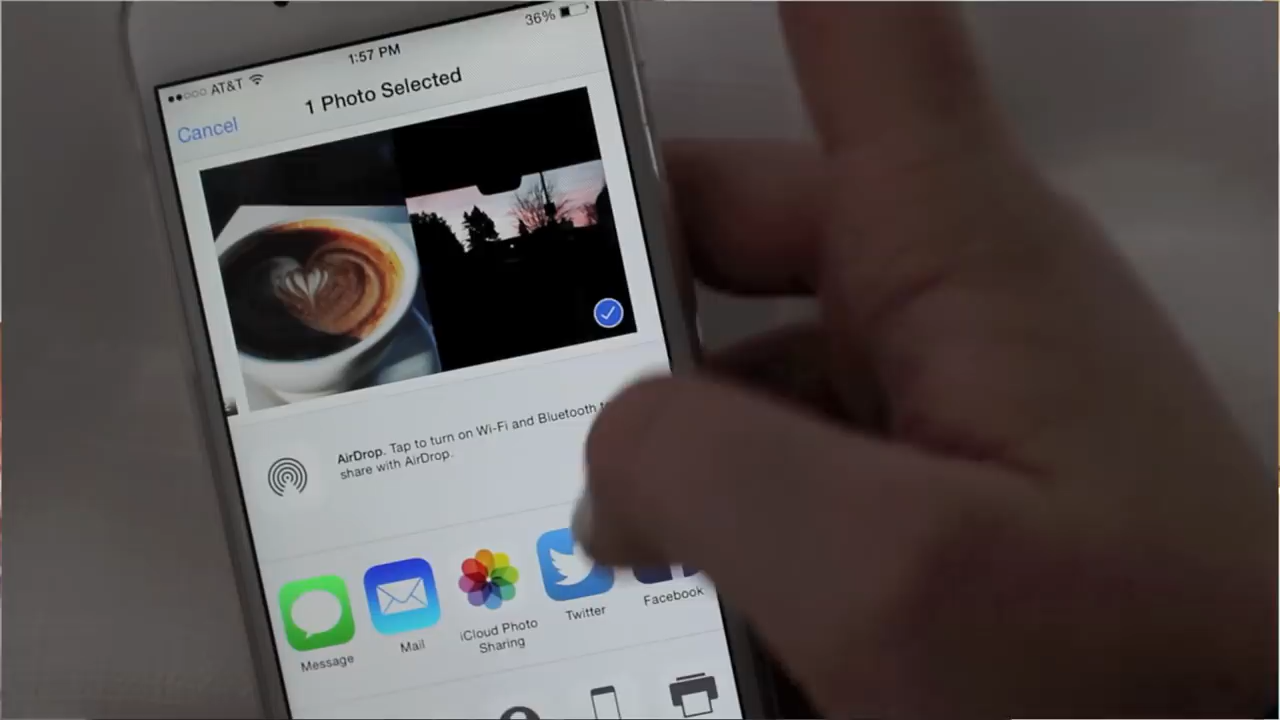 36%
1:57 PM
AT&T
1 Photo Selected
Cancel
AirDrop. Tap to turn on Wi-Fi and Bluetooth
share with AirDrop.
Message
Mail
iCloud Photo
Sharing
Twitter
Facebook